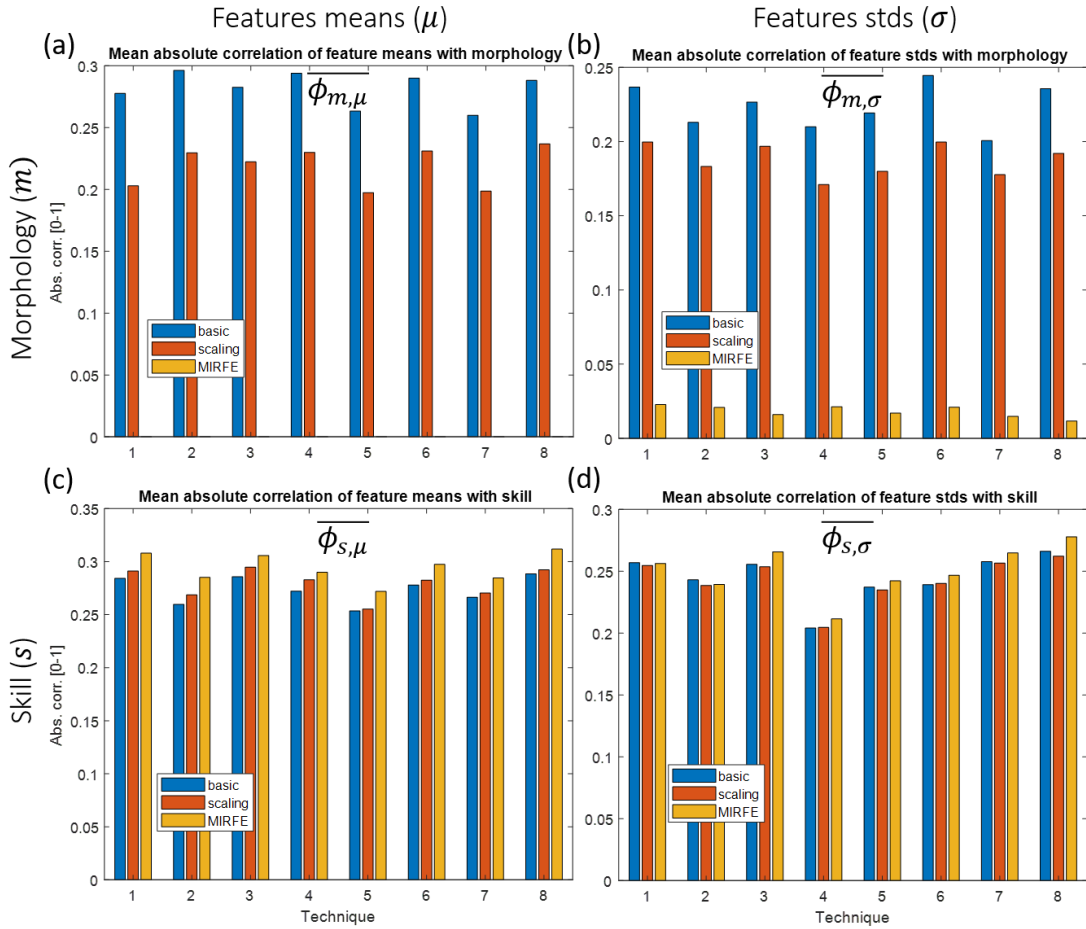 Features means (μ)
Features stds (σ)
Morphology (m)
Skill (s)
(a)
Mean absolute correlation of feature means with morphology
0.3
0.25
0.2
0.15
0.1
0.05
0
Abs. corr. [0-1]
ϕm,μ
basic
scaling
MIRFE
1 2 3 4 5 6 7 8
(b)
Mean absolute correlation of feature stds with morphology
0.25
0.2
0.15
0.1
0.05
0
ϕm,σ
basic
scaling
MIRFE
1 2 3 4 5 6 7 8
(c)
Mean absolute correlation of feature means with skill
0.35
0.3
0.25
0.2
0.15
0.1
0.05
0
Abs. corr. [0-1]
ϕs,μ
basic
scaling
MIRFE
1 2 3 4 5 6 7 8
Technique
(d)
Mean absolute correlation of feature stds with skill
0.3
0.25
0.2
0.15
0.1
0.05
0
ϕs,σ
basic
scaling
MIRFE
1 2 3 4 5 6 7 8
Technique